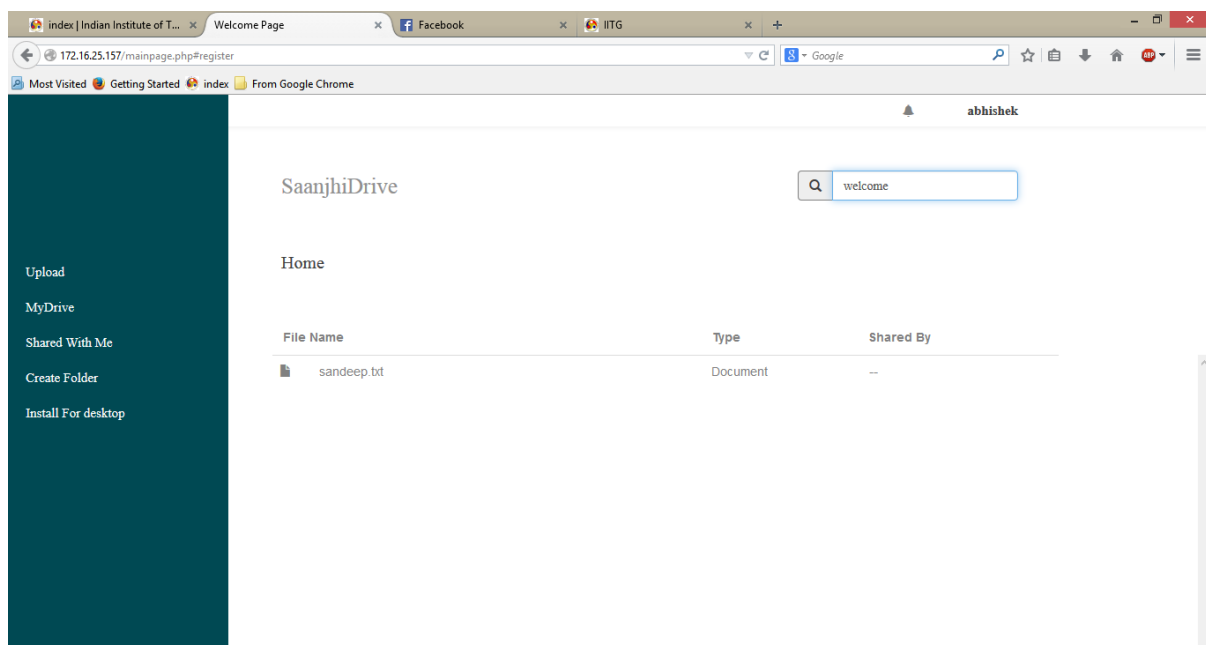 index | Indian Institute of T... Welcome Page Facebook IITG
172.16.25.157/mainpage.php#register 8 Google ABP
Most Visited Getting Started index From Google Chrome
abhishek
SaanjhiDrive welcome
Home
Upload
MyDrive
Shared With Me
Create Folder
Install For desktop
File Name Type Shared By
sandeep.txt Document --